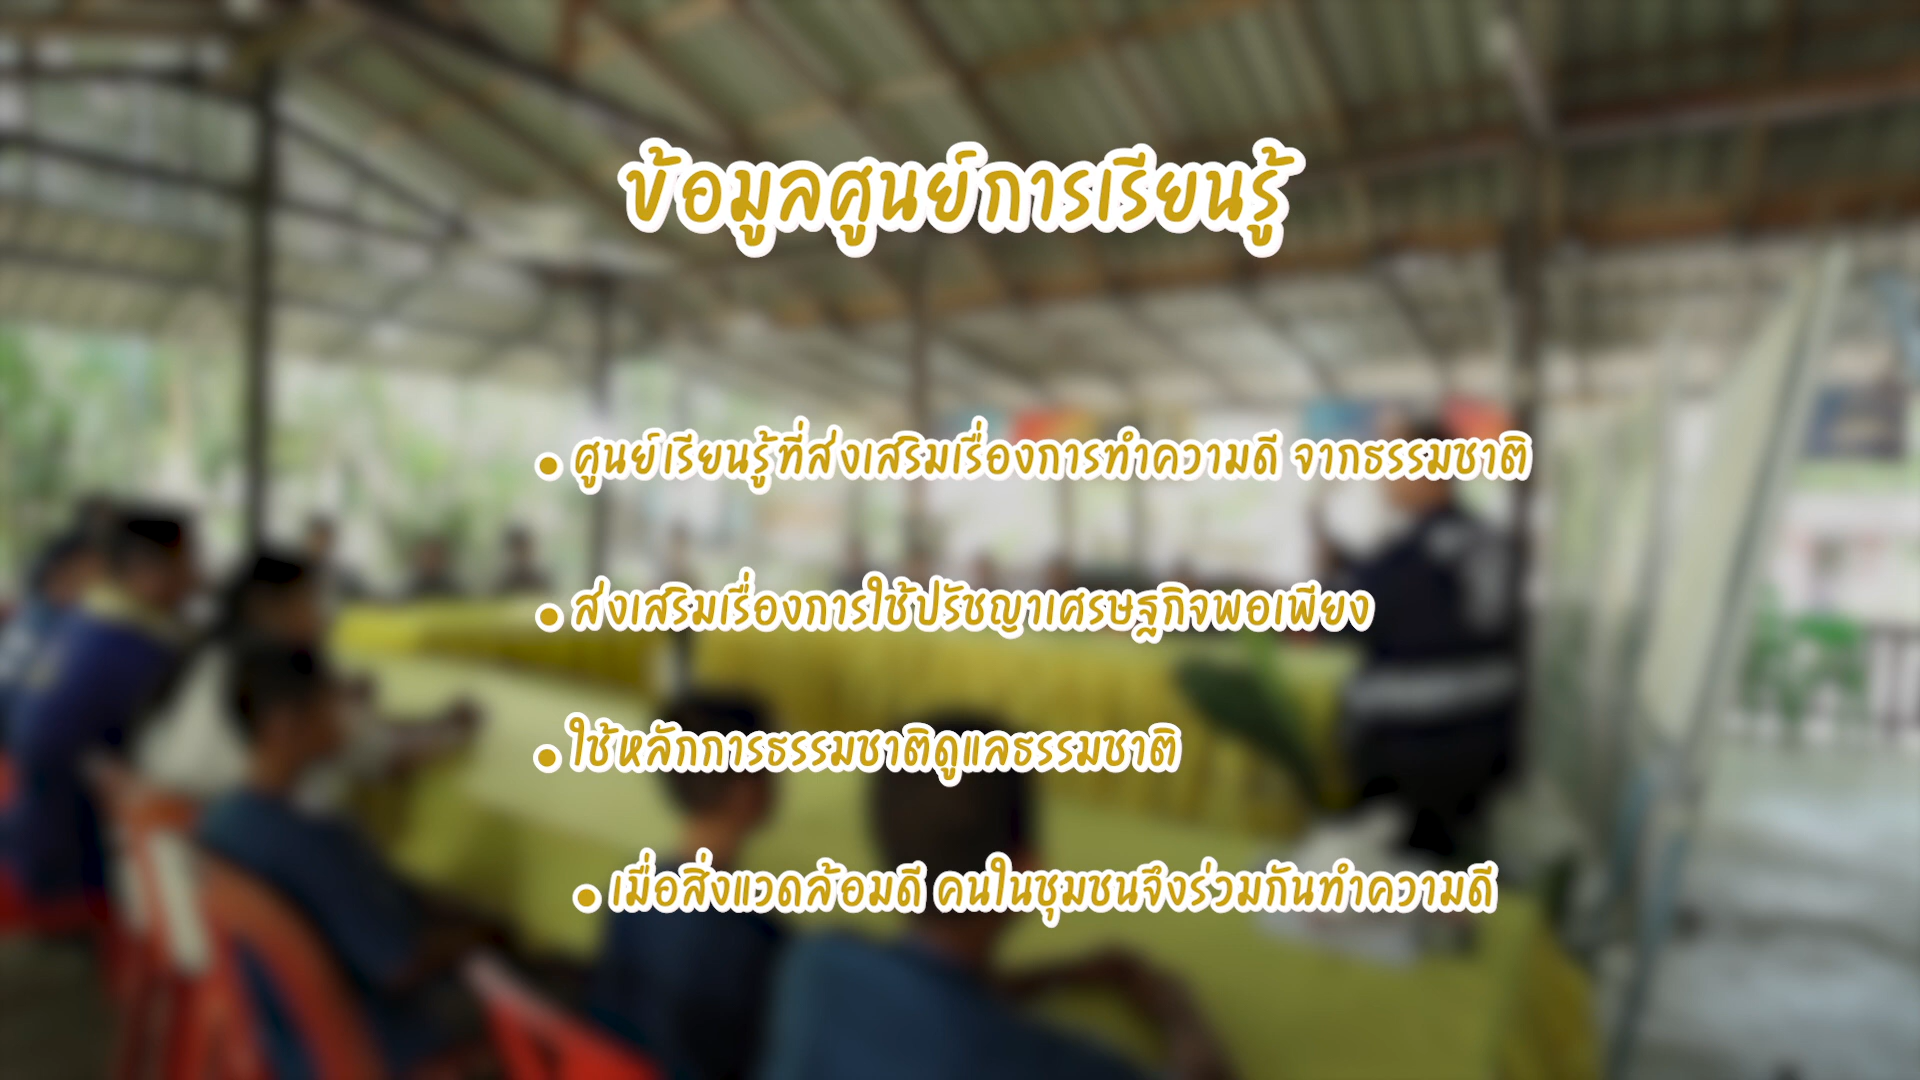 ข้อมูลศูนย์การเรียนรู้
• ศูนย์เรียนรู้ที่ส่งเสริมเรื่องการทำความดี จากธรรมชาติ
• ส่งเสริมเรื่องการใช้ปรัชญาเศรษฐกิจพอเพียง
• ใช้หลักการธรรมชาติดูแลธรรมชาติ
• เมื่อสิ่งแวดล้อมดี คนในชุมชนจึงร่วมกันทำความดี